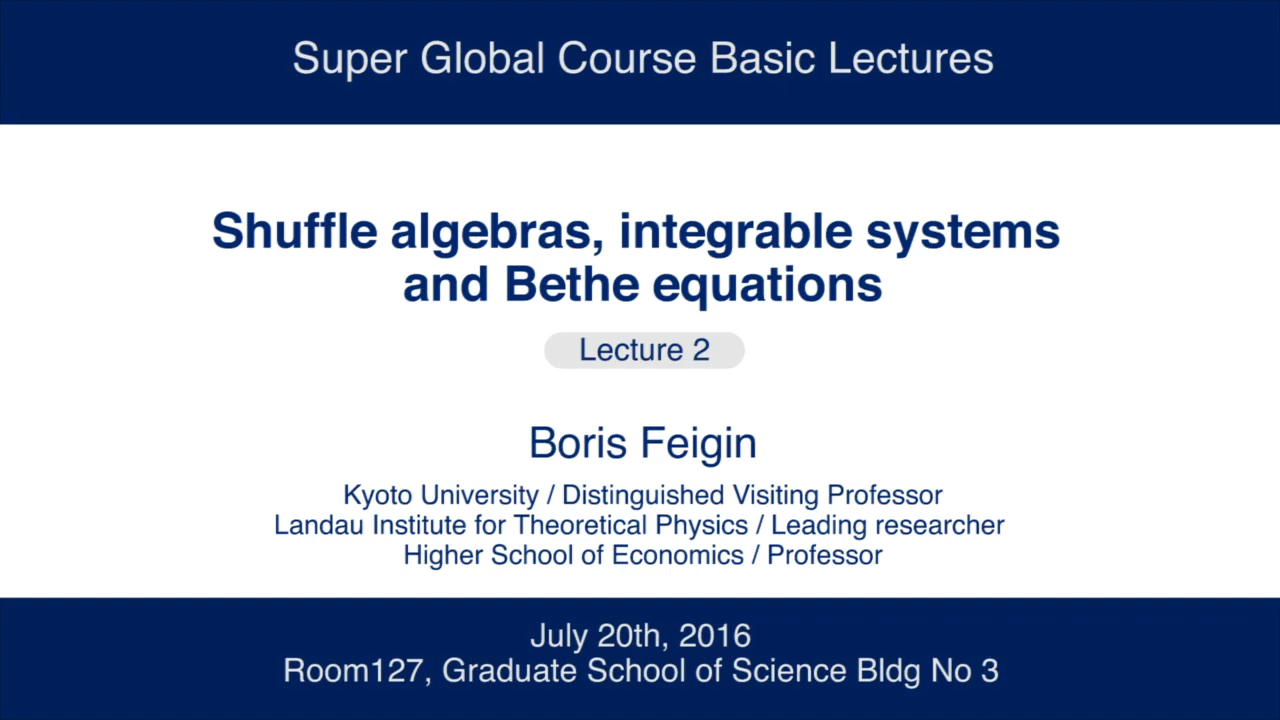 Super Global Course Basic Lectures
Shuffle algebras, integrable systems
and Bethe equations
Lecture 2
Boris Feigin
Kyoto University / Distinguished Visiting Professor
Landau Institute for Theoretical Physics / Leading researcher
Higher School of Economics / Professor
July 20th, 2016
Room127, Graduate School of Science Bldg No 3